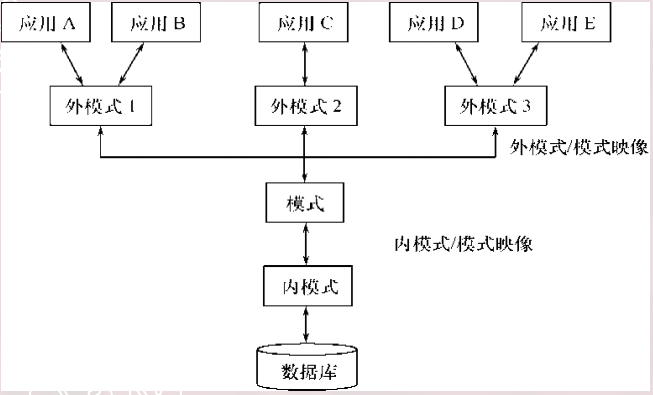 应用 A 应用 B 应用 C 应用 D 应用 E
外模式 1 外模式 2 外模式 3
外模式/模式映像
模式
内模式/模式映像
内模式
数据库